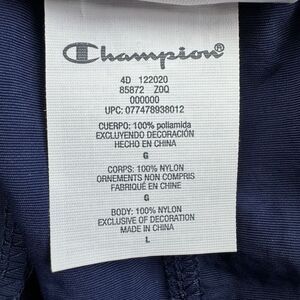 Champion
4D 122020
85872 Z0Q
000000
UPC: 077478938012
CUERPO: 100% poliamida
EXCLUYENDO DECORACIÓN
HECHO EN CHINA
G
CORPS: 100% NYLON
ORNEMENTS NON COMPRIS
FABRIQUÉ EN CHINE
G
BODY: 100% NYLON
EXCLUSIVE OF DECORATION
MADE IN CHINA
L